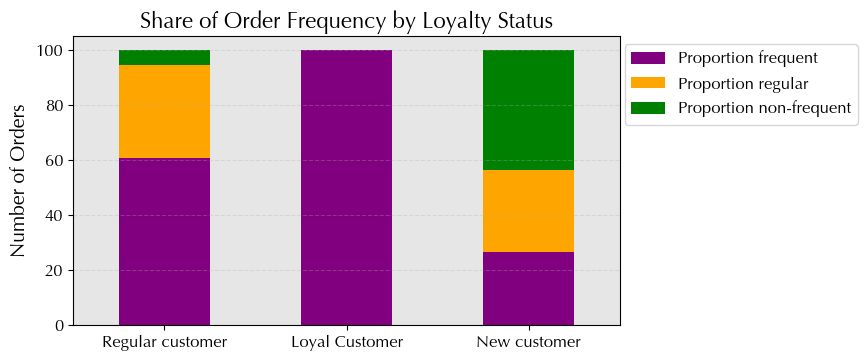 Share of Order Frequency by Loyalty Status
Number of Orders
100
80
60
40
20
0
Regular customer
Loyal Customer
New customer
Proportion frequent
Proportion regular
Proportion non-frequent